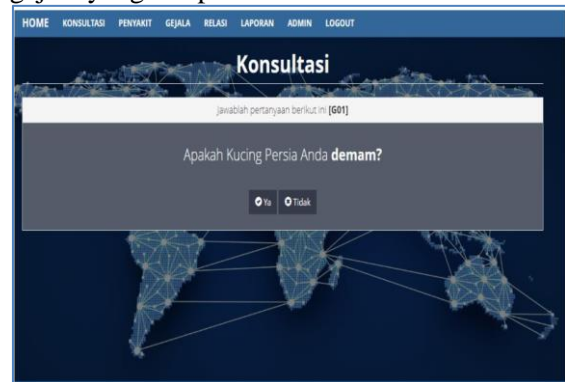 HOME KONSULTASI PENYAKIT GEJALA RELASI LAPORAN ADMIN LOGOUT
Konsultasi
Jawablah pertanyaan berikut ini [G01]
Apakah Kucing Persia Anda demam?
Ya Tidak